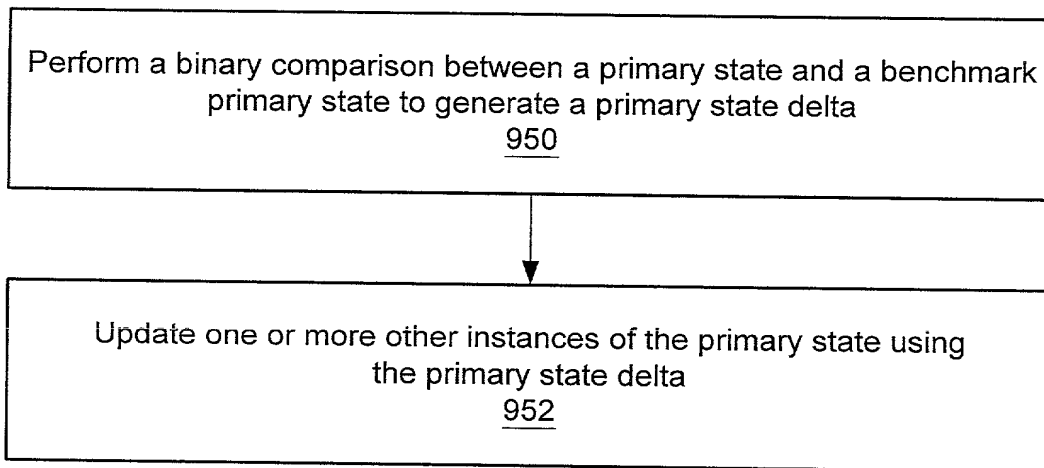 Perform a binary comparison between a primary state and a benchmark
primary state to generate a primary state delta
950
Update one or more other instances of the primary state using
the primary state delta
952